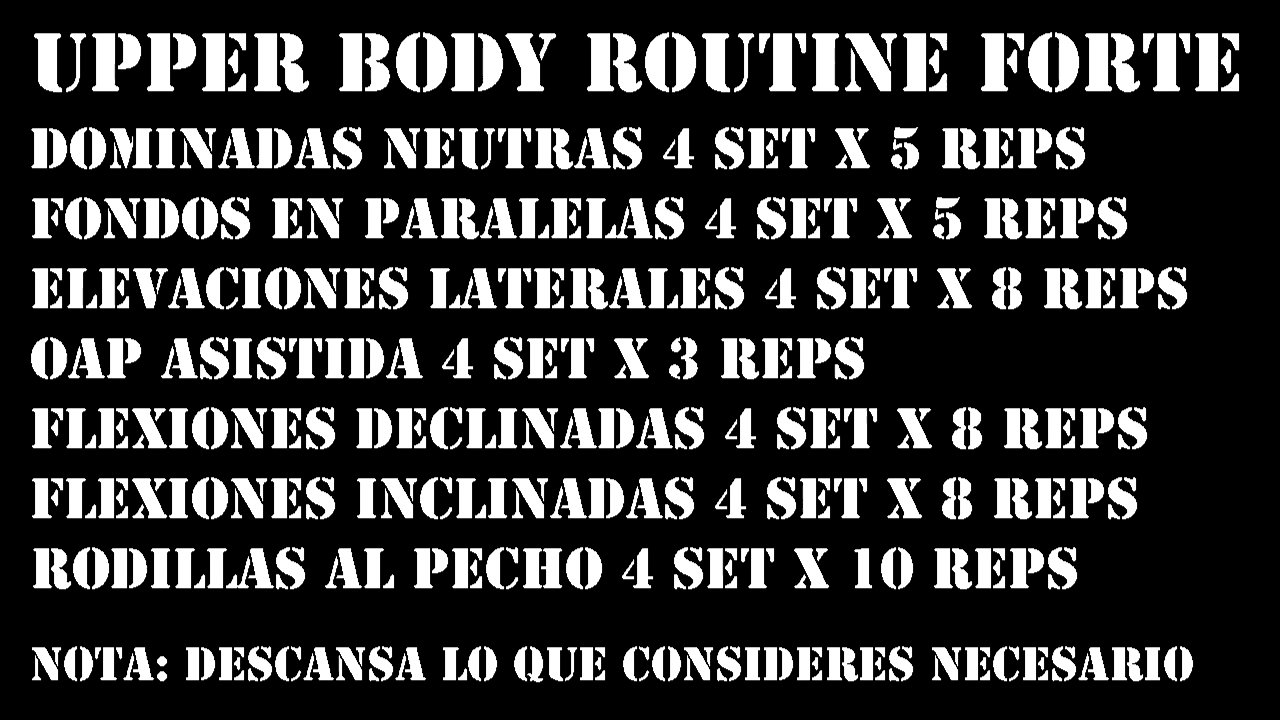 UPPER BODY ROUTINE FORTE
DOMINADAS NEUTRAS 4 SET X 5 REPS
FONDOS EN PARALELAS 4 SET X 5 REPS
ELEVACIONES LATERALES 4 SET X 8 REPS
OAP ASISTIDA 4 SET X 3 REPS
FLEXIONES DECLINADAS 4 SET X 8 REPS
FLEXIONES INCLINADAS 4 SET X 8 REPS
RODILLAS AL PECHO 4 SET X 10 REPS
NOTA: DESCANSA LO QUE CONSIDERES NECESARIO